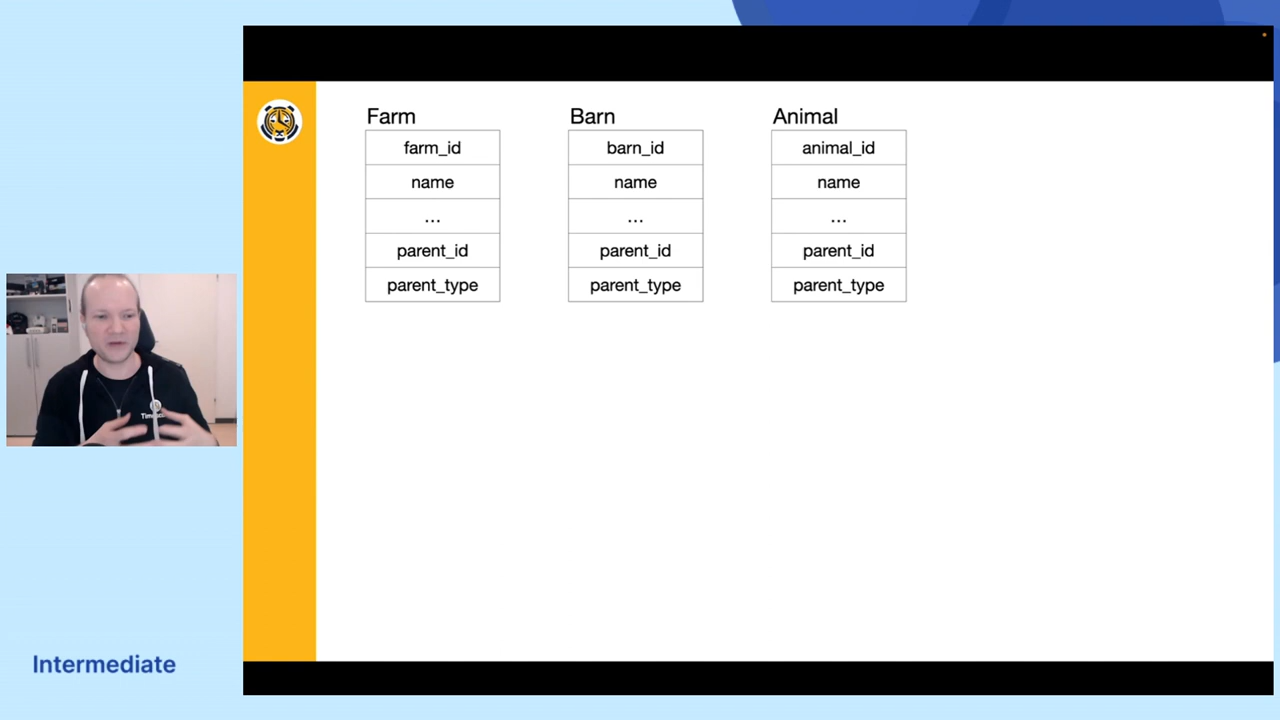 Farm
farm_id
name
...
parent_id
parent_type
Barn
barn_id
name
...
parent_id
parent_type
Animal
animal_id
name
...
parent_id
parent_type
Intermediate